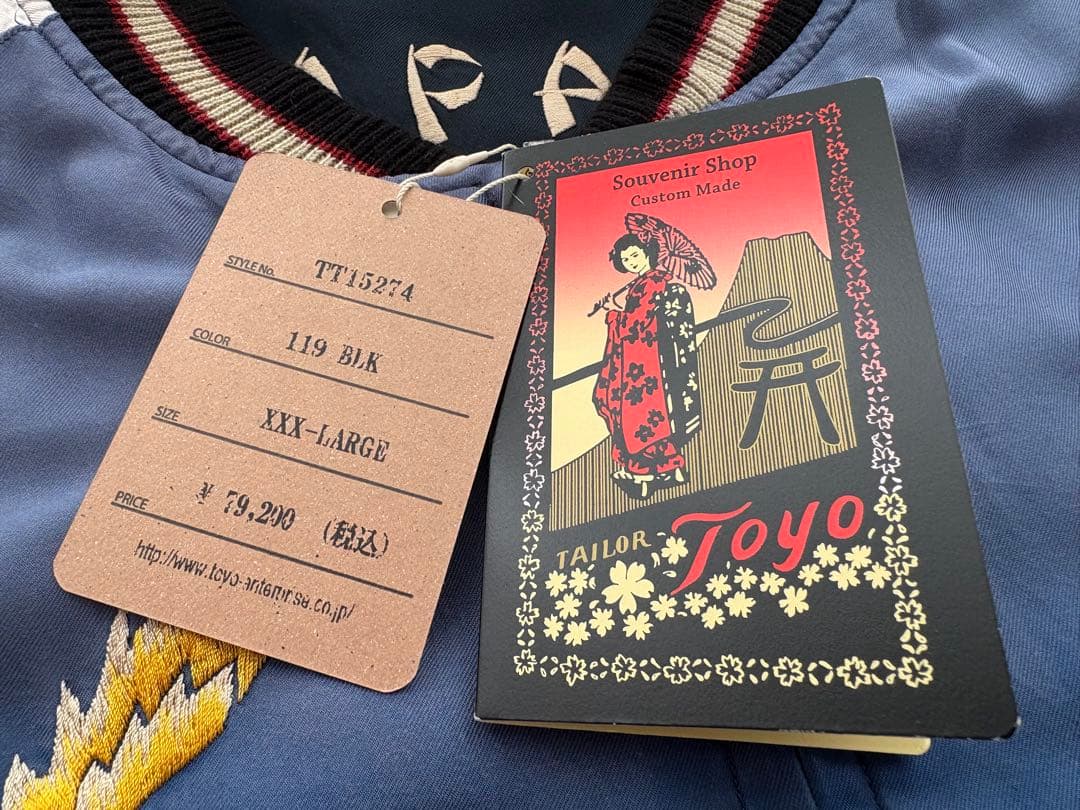 APA
STYLE No. TT15274
COLOR 119 BLK
SIZE XXX-LARGE
PRICE ¥ 79,200 (税込)
Souvenir Shop
Custom Made
TAILOR Toyo